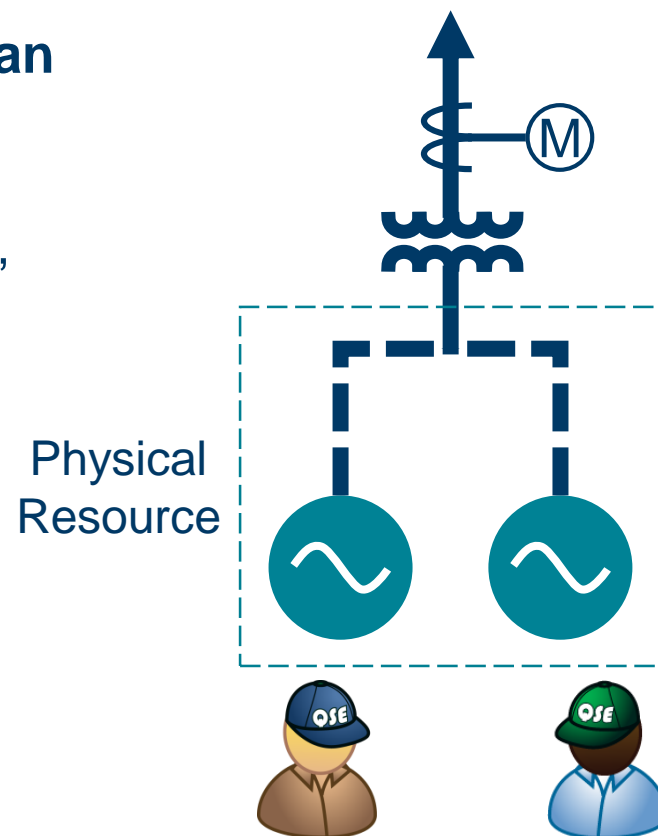 an
,
M
Physical
Resource
QSE
QSE